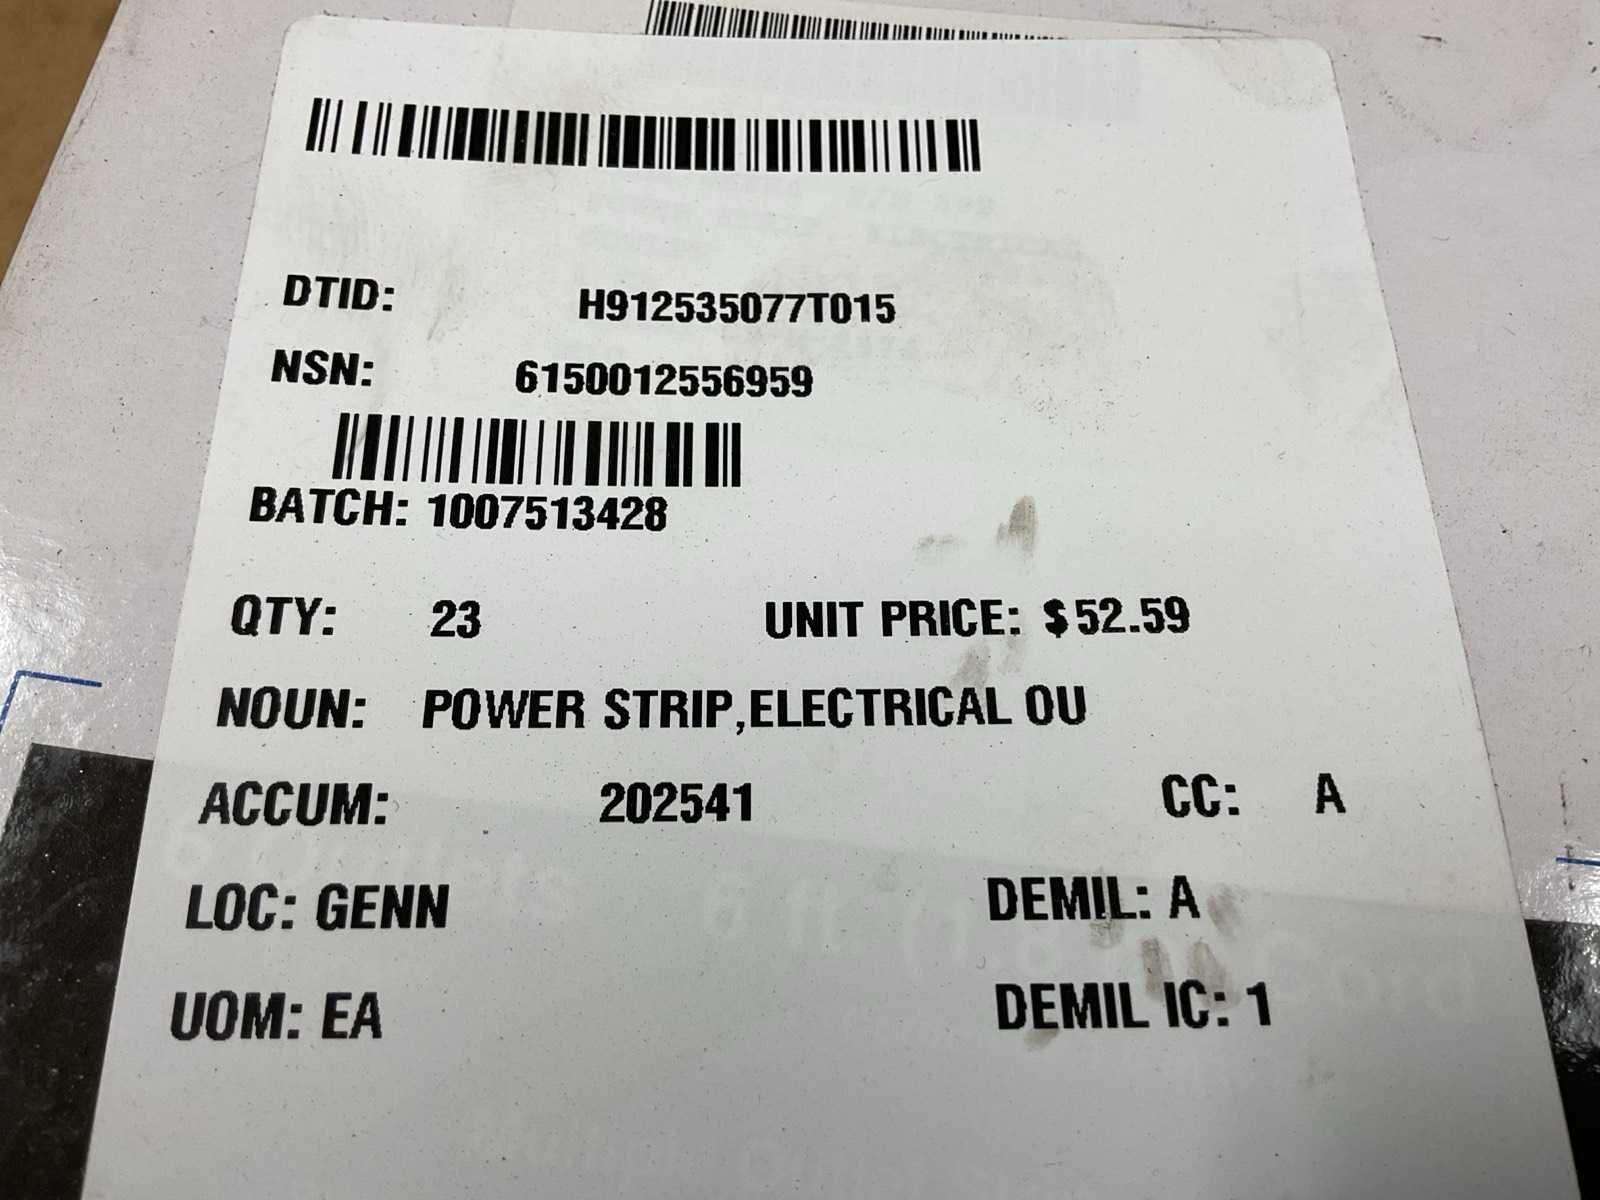 DTID: H912535077T015
NSN: 6150012556959
BATCH: 1007513428
QTY: 23 UNIT PRICE: $52.59
NOUN: POWER STRIP,ELECTRICAL OU
ACCUM: 202541 CC: A
LOC: GENN DEMIL: A
UOM: EA DEMIL IC: 1